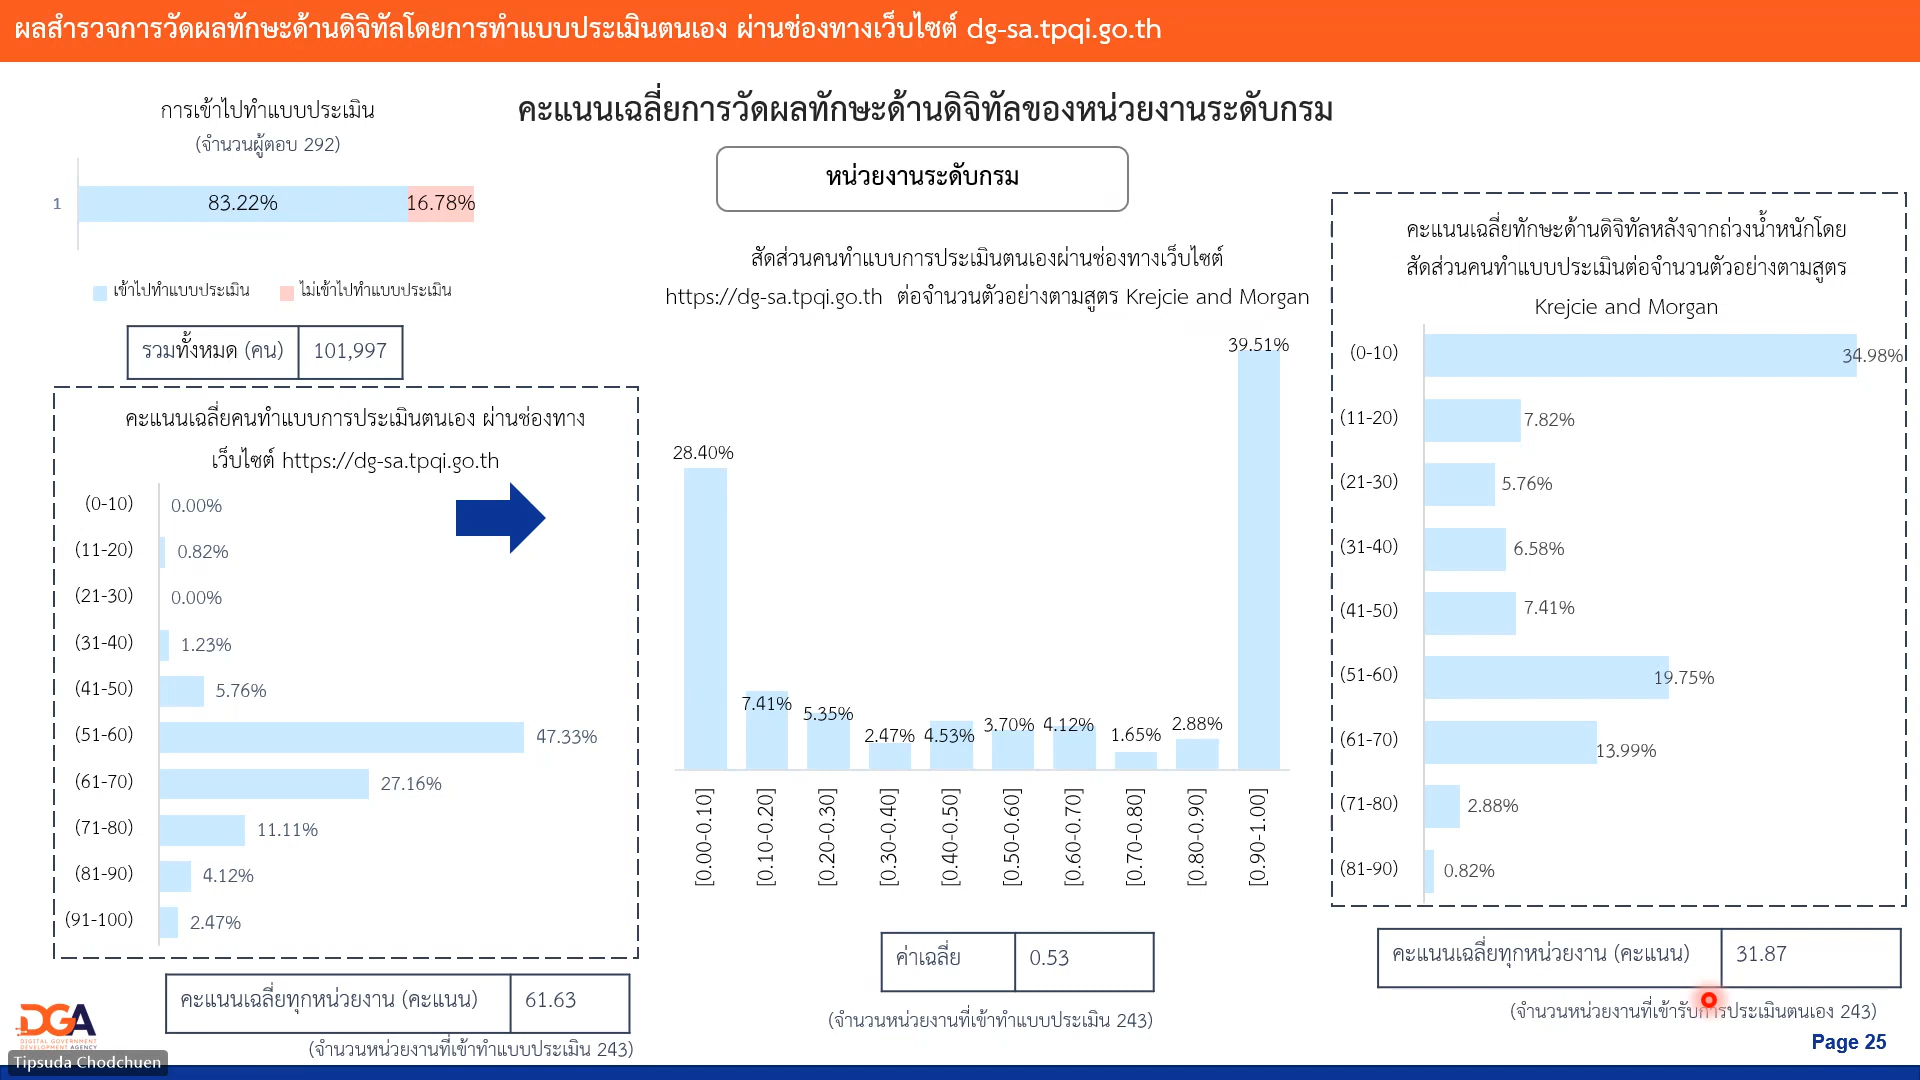 ผลสำรวจการวัดผลทักษะด้านดิจิทัลโดยการทำแบบประเมินตนเอง ผ่านช่องทางเว็บไซต์ dg-sa.tpqi.go.th
คะแนนเฉลี่ยการวัดผลทักษะด้านดิจิทัลของหน่วยงานระดับกรม
หน่วยงานระดับกรม
การเข้าไปทำแบบประเมิน
(จำนวนผู้ตอบ 292)
1
83.22%
16.78%
เข้าไปทำแบบประเมิน
ไม่เข้าไปทำแบบประเมิน
รวมทั้งหมด (คน)
101,997
คะแนนเฉลี่ยคนทำแบบการประเมินตนเอง ผ่านช่องทาง
เว็บไซต์ https://dg-sa.tpqi.go.th
(0-10) 0.00%
(11-20) 0.82%
(21-30) 0.00%
(31-40) 1.23%
(41-50) 5.76%
(51-60) 47.33%
(61-70) 27.16%
(71-80) 11.11%
(81-90) 4.12%
(91-100) 2.47%
คะแนนเฉลี่ยทุกหน่วยงาน (คะแนน)
61.63
(จำนวนหน่วยงานที่เข้าทำแบบประเมิน 243)
สัดส่วนคนทำแบบการประเมินตนเองผ่านช่องทางเว็บไซต์
https://dg-sa.tpqi.go.th ต่อจำนวนตัวอย่างตามสูตร Krejcie and Morgan
28.40%
7.41%
5.35%
2.47%
4.53%
3.70%
4.12%
1.65%
2.88%
39.51%
[0.00-0.10]
[0.10-0.20]
[0.20-0.30]
[0.30-0.40]
[0.40-0.50]
[0.50-0.60]
[0.60-0.70]
[0.70-0.80]
[0.80-0.90]
[0.90-1.00]
ค่าเฉลี่ย
0.53
(จำนวนหน่วยงานที่เข้าทำแบบประเมิน 243)
คะแนนเฉลี่ยทักษะด้านดิจิทัลหลังจากถ่วงน้ำหนักโดย
สัดส่วนคนทำแบบประเมินต่อจำนวนตัวอย่างตามสูตร
Krejcie and Morgan
(0-10) 34.98%
(11-20) 7.82%
(21-30) 5.76%
(31-40) 6.58%
(41-50) 7.41%
(51-60) 19.75%
(61-70) 13.99%
(71-80) 2.88%
(81-90) 0.82%
คะแนนเฉลี่ยทุกหน่วยงาน (คะแนน)
31.87
(จำนวนหน่วยงานที่เข้ารับการประเมินตนเอง 243)
Page 25
DGA
DIGITAL GOVERNMENT
DEVELOPMENT AGENCY
Tipsuda Chodchuen